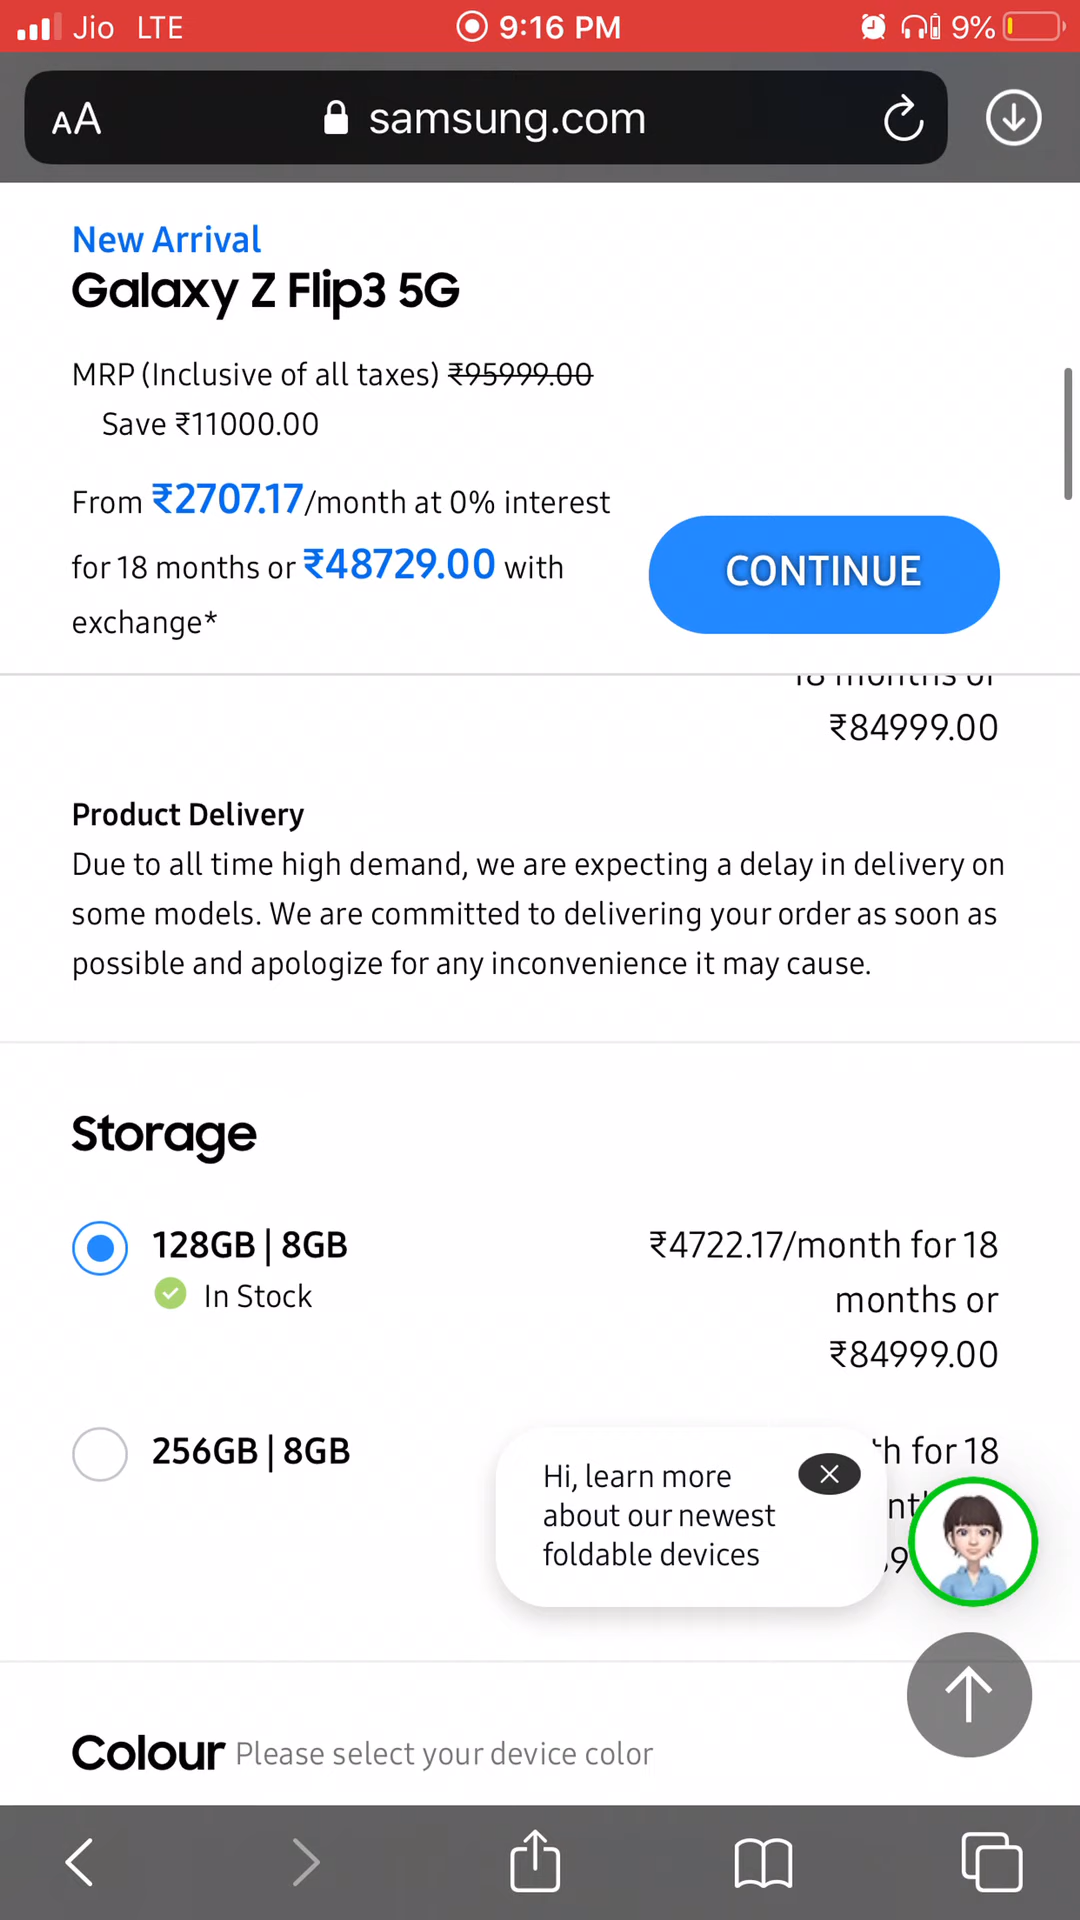 Jio LTE 9:16 PM 9%
AA samsung.com
New Arrival
Galaxy Z Flip3 5G
MRP (Inclusive of all taxes) ₹95999.00
Save ₹11000.00
From ₹2707.17/month at 0% interest
for 18 months or ₹48729.00 with
exchange*
CONTINUE
18 months or
₹84999.00
Product Delivery
Due to all time high demand, we are expecting a delay in delivery on
some models. We are committed to delivering your order as soon as
possible and apologize for any inconvenience it may cause.
Storage
128GB | 8GB
In Stock
₹4722.17/month for 18
months or
₹84999.00
256GB | 8GB
for 18
Hi, learn more
about our newest
foldable devices
Colour Please select your device color